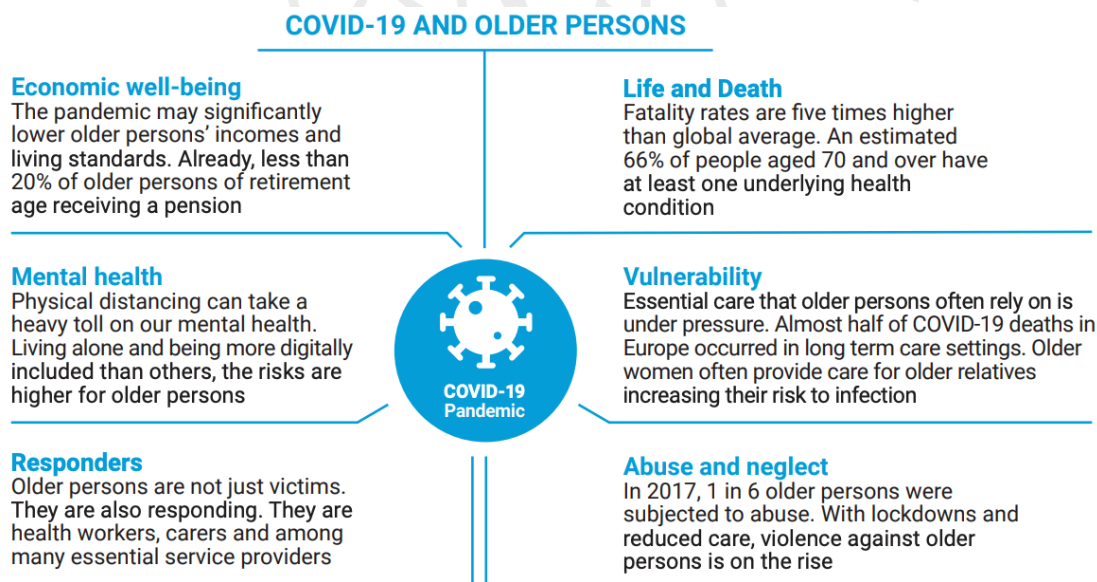 COVID-19 AND OLDER PERSONS
Economic well-being
The pandemic may significantly
lower older persons' incomes and
living standards. Already, less than
20% of older persons of retirement
age receiving a pension
Life and Death
Fatality rates are five times higher
than global average. An estimated
66% of people aged 70 and over have
at least one underlying health
condition
Mental health
Physical distancing can take a
heavy toll on our mental health.
Living alone and being more digitally
included than others, the risks are
higher for older persons
COVID-19
Pandemic
Vulnerability
Essential care that older persons often rely on is
under pressure. Almost half of COVID-19 deaths in
Europe occurred in long term care settings. Older
women often provide care for older relatives
increasing their risk to infection
Responders
Older persons are not just victims.
They are also responding. They are
health workers, carers and among
many essential service providers
Abuse and neglect
In 2017, 1 in 6 older persons were
subjected to abuse. With lockdowns and
reduced care, violence against older
persons is on the rise